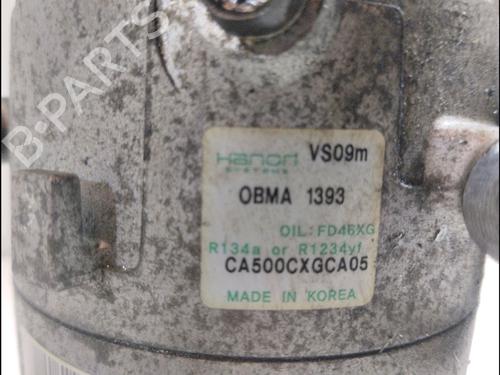 B-PARTS
Hanon VS09m
SYSTEMS
OBMA 1393
OIL:FD46XG
R134a or R1234yf
CA500CXGCA05
MADE IN KOREA